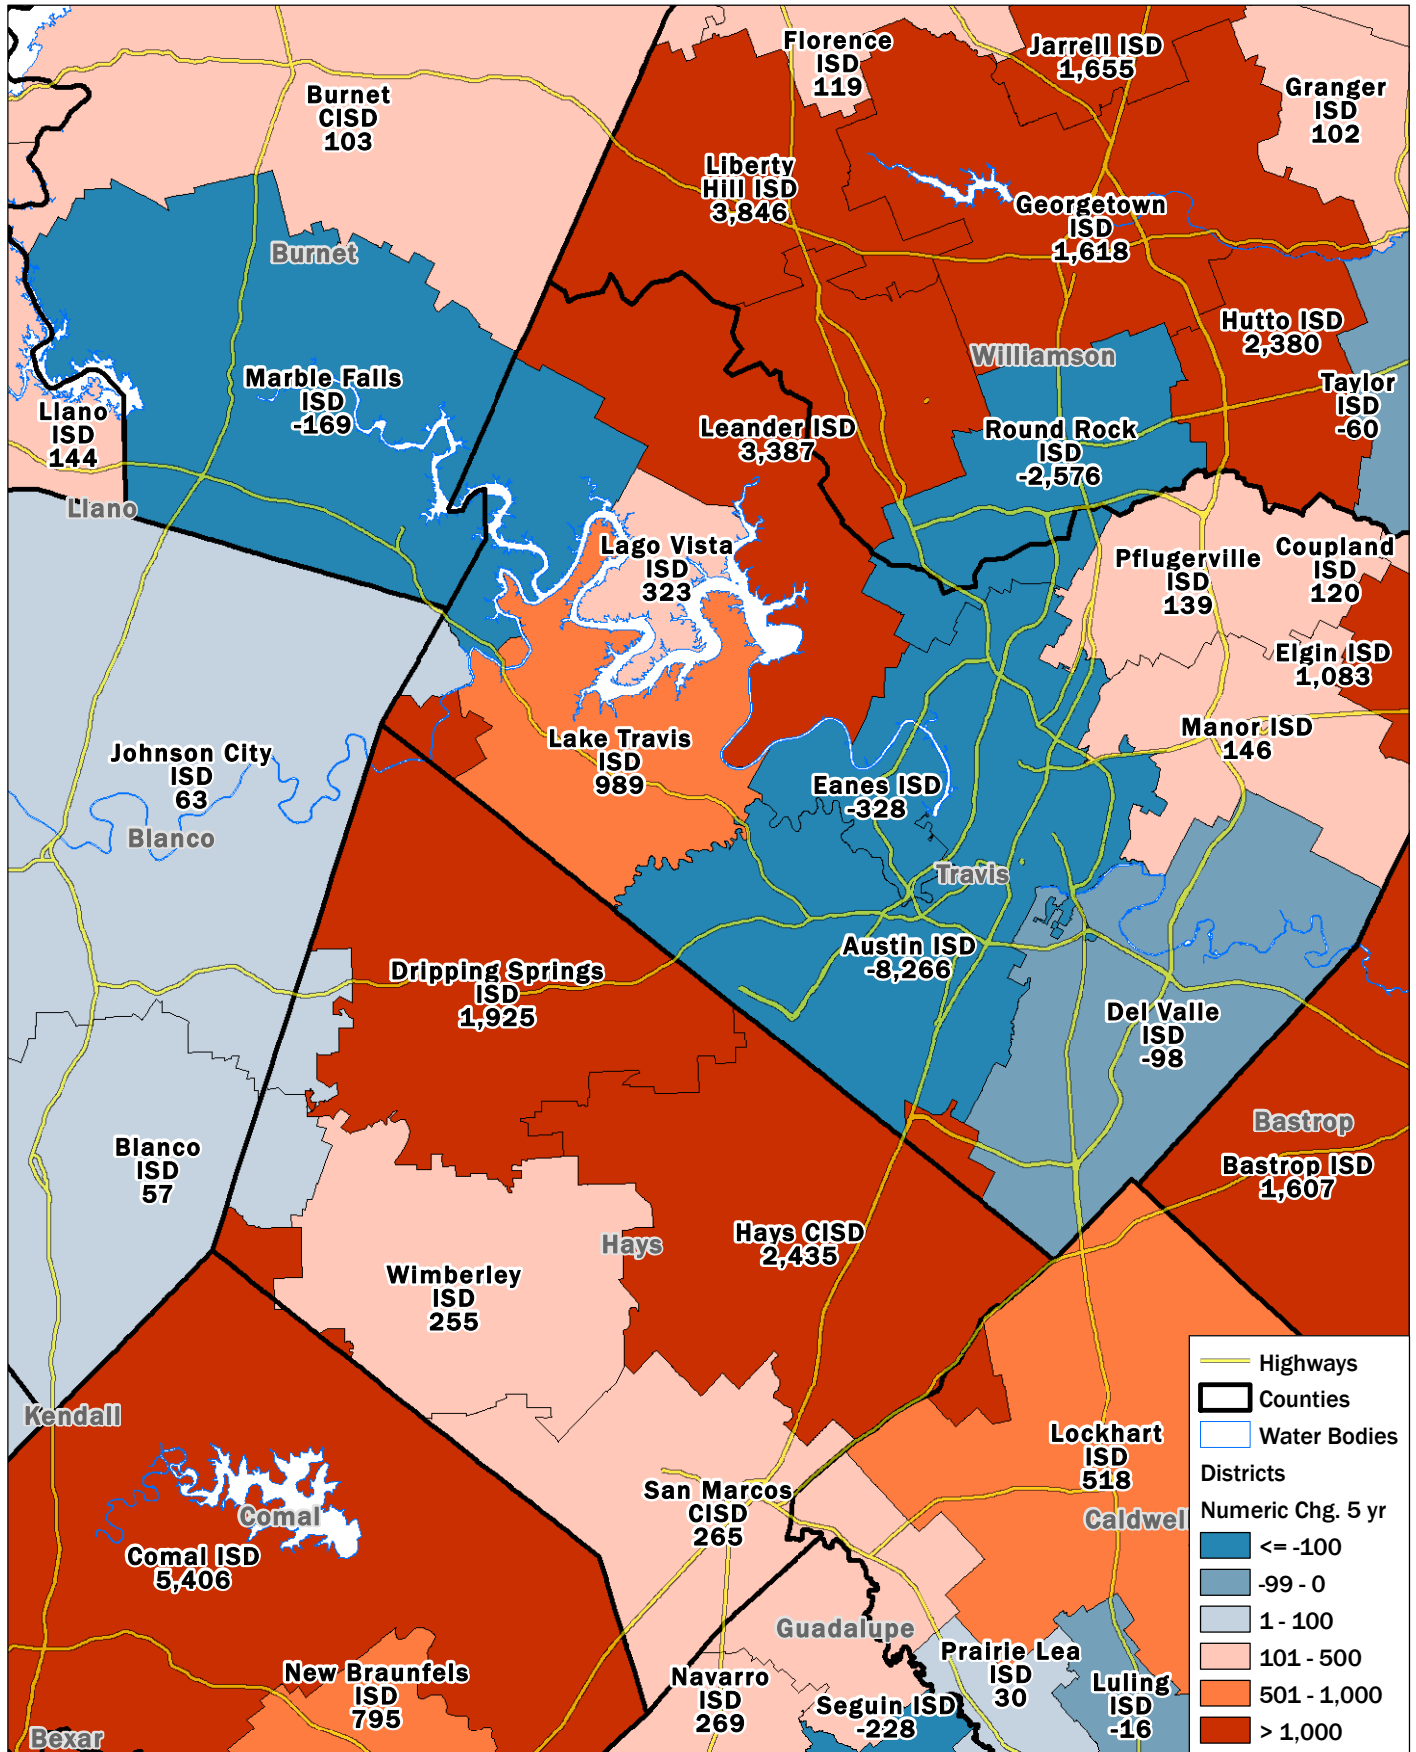 Florence
ISD
119
Jarrell ISD
1,655
Granger
ISD
102
Burnet
CISD
103
Liberty
Hill ISD
3,846
Georgetown
ISD
1,618
Burnet
Hutto ISD
2,380
Williamson
Taylor
ISD
-60
Marble Falls
ISD
-169
Llano
ISD
144
Llano
Leander ISD
3,387
Round Rock
ISD
-2,576
Lago Vista
ISD
323
Pflugerville
ISD
139
Coupland
ISD
120
Elgin ISD
1,083
Manor ISD
146
Johnson City
ISD
63
Blanco
Lake Travis
ISD
989
Eanes ISD
-328
Travis
Austin ISD
-8,266
Dripping Springs
ISD
1,925
Del Valle
ISD
-98
Bastrop
Bastrop ISD
1,607
Blanco
ISD
57
Hays CISD
2,435
Hays
Wimberley
ISD
255
Kendall
Lockhart
ISD
518
Caldwell
San Marcos
CISD
265
Comal
Comal ISD
5,406
Guadalupe
New Braunfels
ISD
795
Navarro
ISD
269
Seguin ISD
-228
Prairie Lea
ISD
30
Luling
ISD
-16
Bexar
Highways
Counties
Water Bodies
Districts
Numeric Chg. 5 yr
<= -100
-99 - 0
1 - 100
101 - 500
501 - 1,000
> 1,000